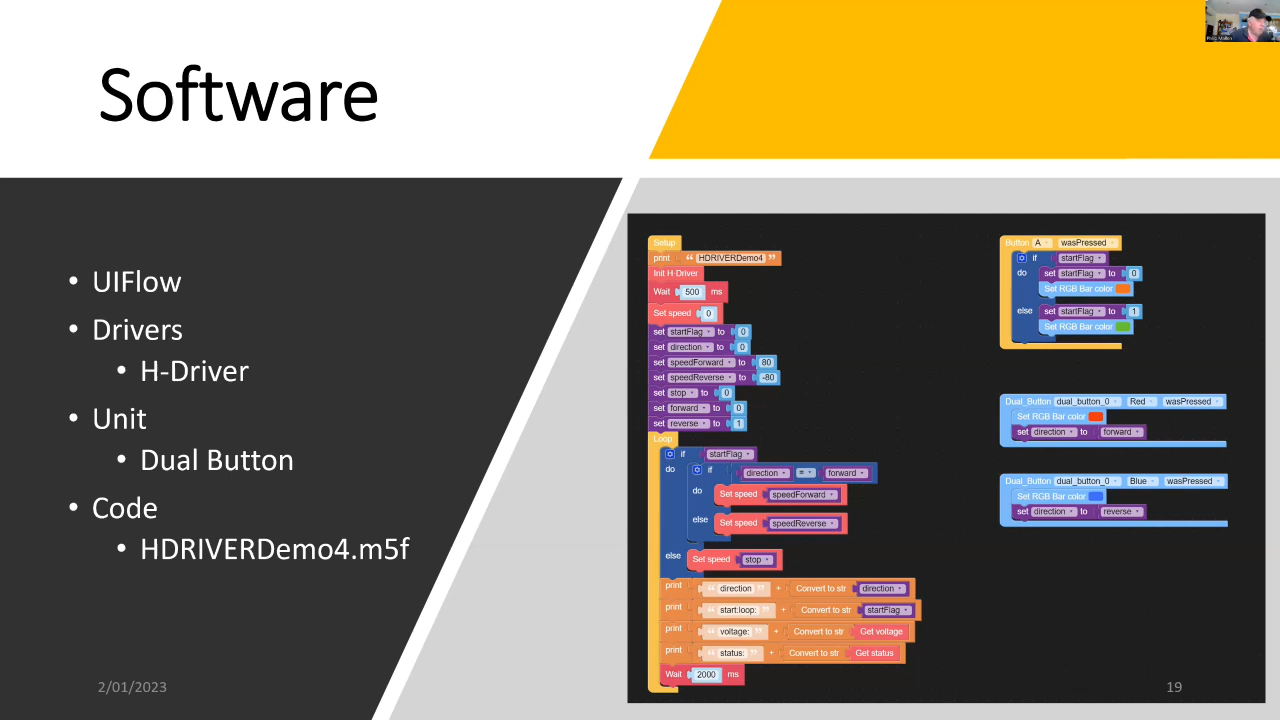 Software
Philip Mallon
• UIFlow
• Drivers
• H-Driver
• Unit
• Dual Button
• Code
• HDRIVERDemo4.m5f
Setup
print “ HDRIVERDemo4 ”
Init H-Driver
Wait 500 ms
Set speed 0
set startFlag to 0
set direction to 0
set speedForward to 80
set speedReverse to -80
set stop to 0
set forward to 0
set reverse to 1
Loop
if startFlag
do if direction = forward
do Set speed speedForward
else Set speed speedReverse
else Set speed stop
print “ direction ” + Convert to str direction
print “ start:loop: ” + Convert to str startFlag
print “ voltage: ” + Convert to str Get voltage
print “ status: ” + Convert to str Get status
Wait 2000 ms
Button A wasPressed
if startFlag
do set startFlag to 0
Set RGB Bar color
else set startFlag to 1
Set RGB Bar color
Dual_Button dual_button_0 Red wasPressed
Set RGB Bar color
set direction to forward
Dual_Button dual_button_0 Blue wasPressed
Set RGB Bar color
set direction to reverse
2/01/2023
19